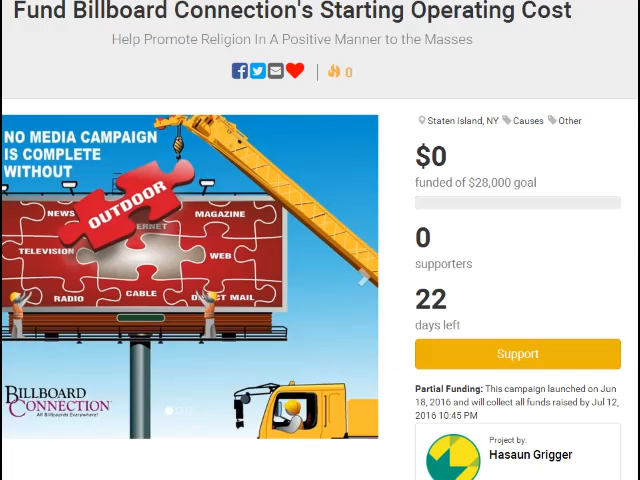 Fund Billboard Connection's Starting Operating Cost
Help Promote Religion In A Positive Manner to the Masses
0
NO MEDIA CAMPAIGN
IS COMPLETE
WITHOUT
OUTDOOR
NEWS
MAGAZINE
ERNET
TELEVISION
WEB
RADIO
CABLE
MAIL
BILLBOARD
CONNECTION
All Billboards Everywhere!
Staten Island, NY Causes Other
$0
funded of $28,000 goal
0
supporters
22
days left
Support
Partial Funding: This campaign launched on Jun
18, 2016 and will collect all funds raised by Jul 12,
2016 10:45 PM
Project by:
Hasaun Grigger